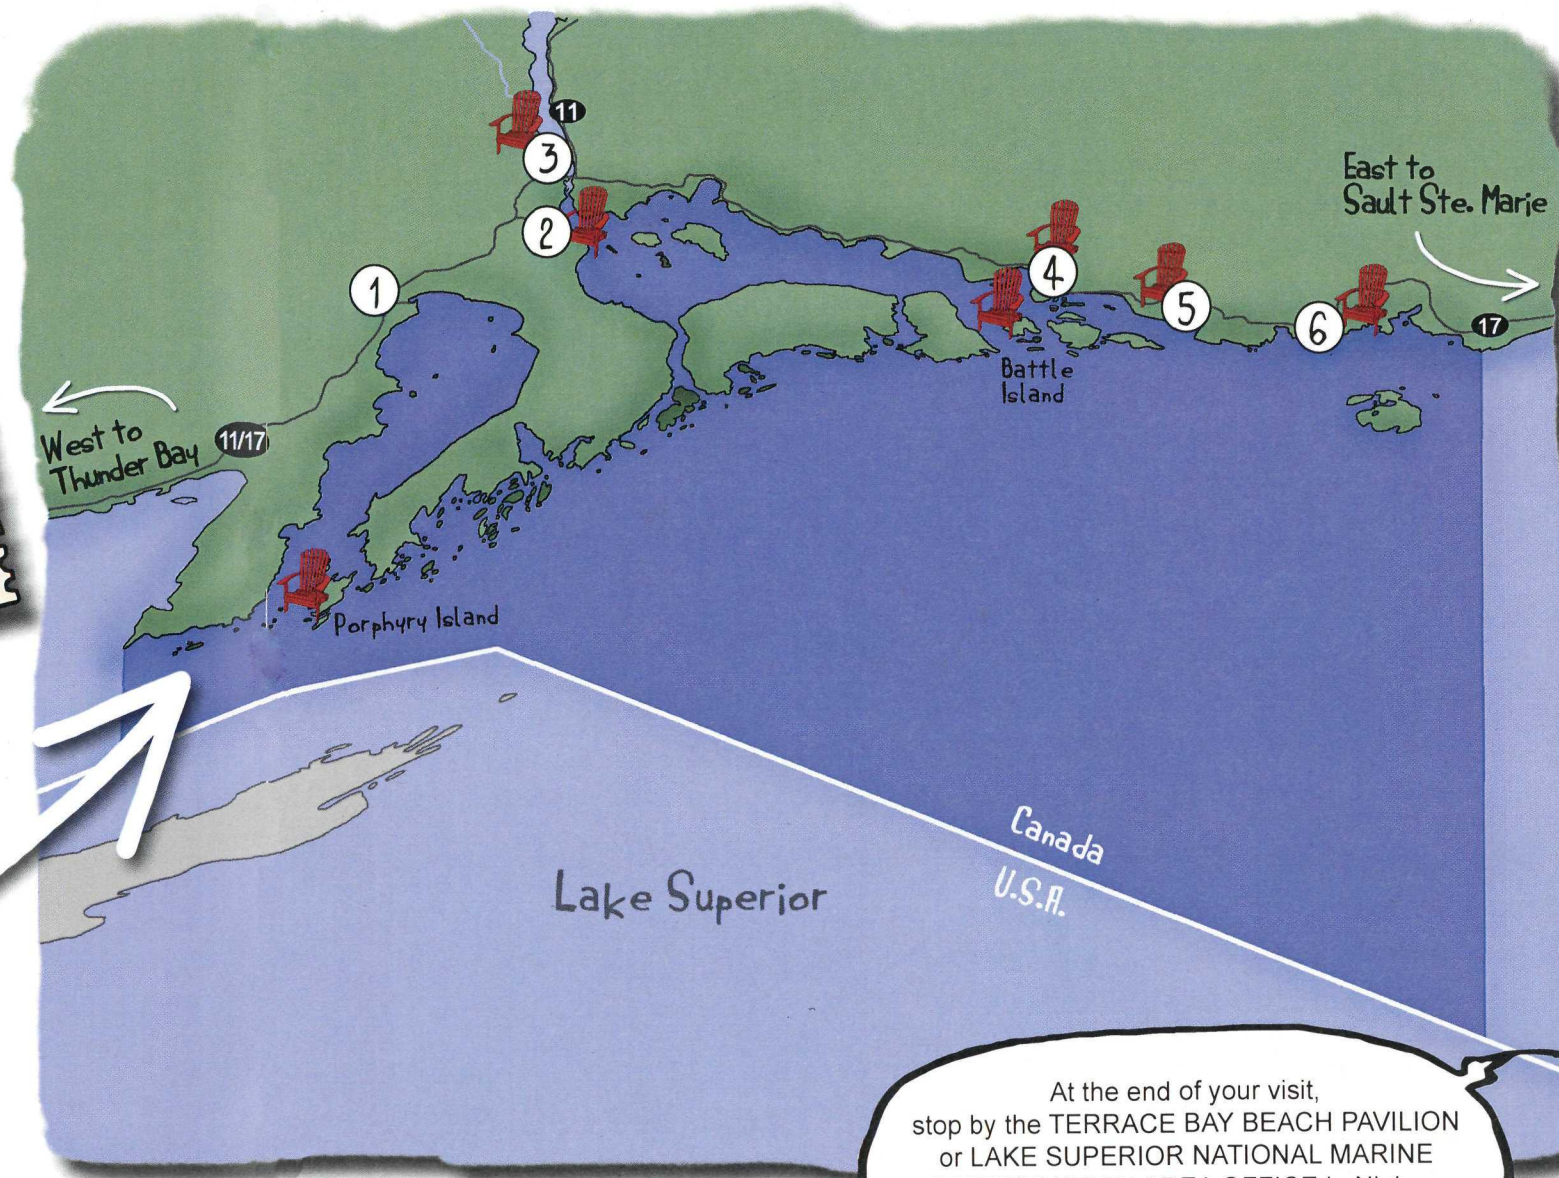 11
3
2
1
East to
Sault Ste. Marie
4
5
6
17
Battle
Island
West to
Thunder Bay
11/17
Porphyry Island
Canada
U.S.A.
Lake Superior
At the end of your visit,
stop by the TERRACE BAY BEACH PAVILION
or LAKE SUPERIOR NATIONAL MARINE